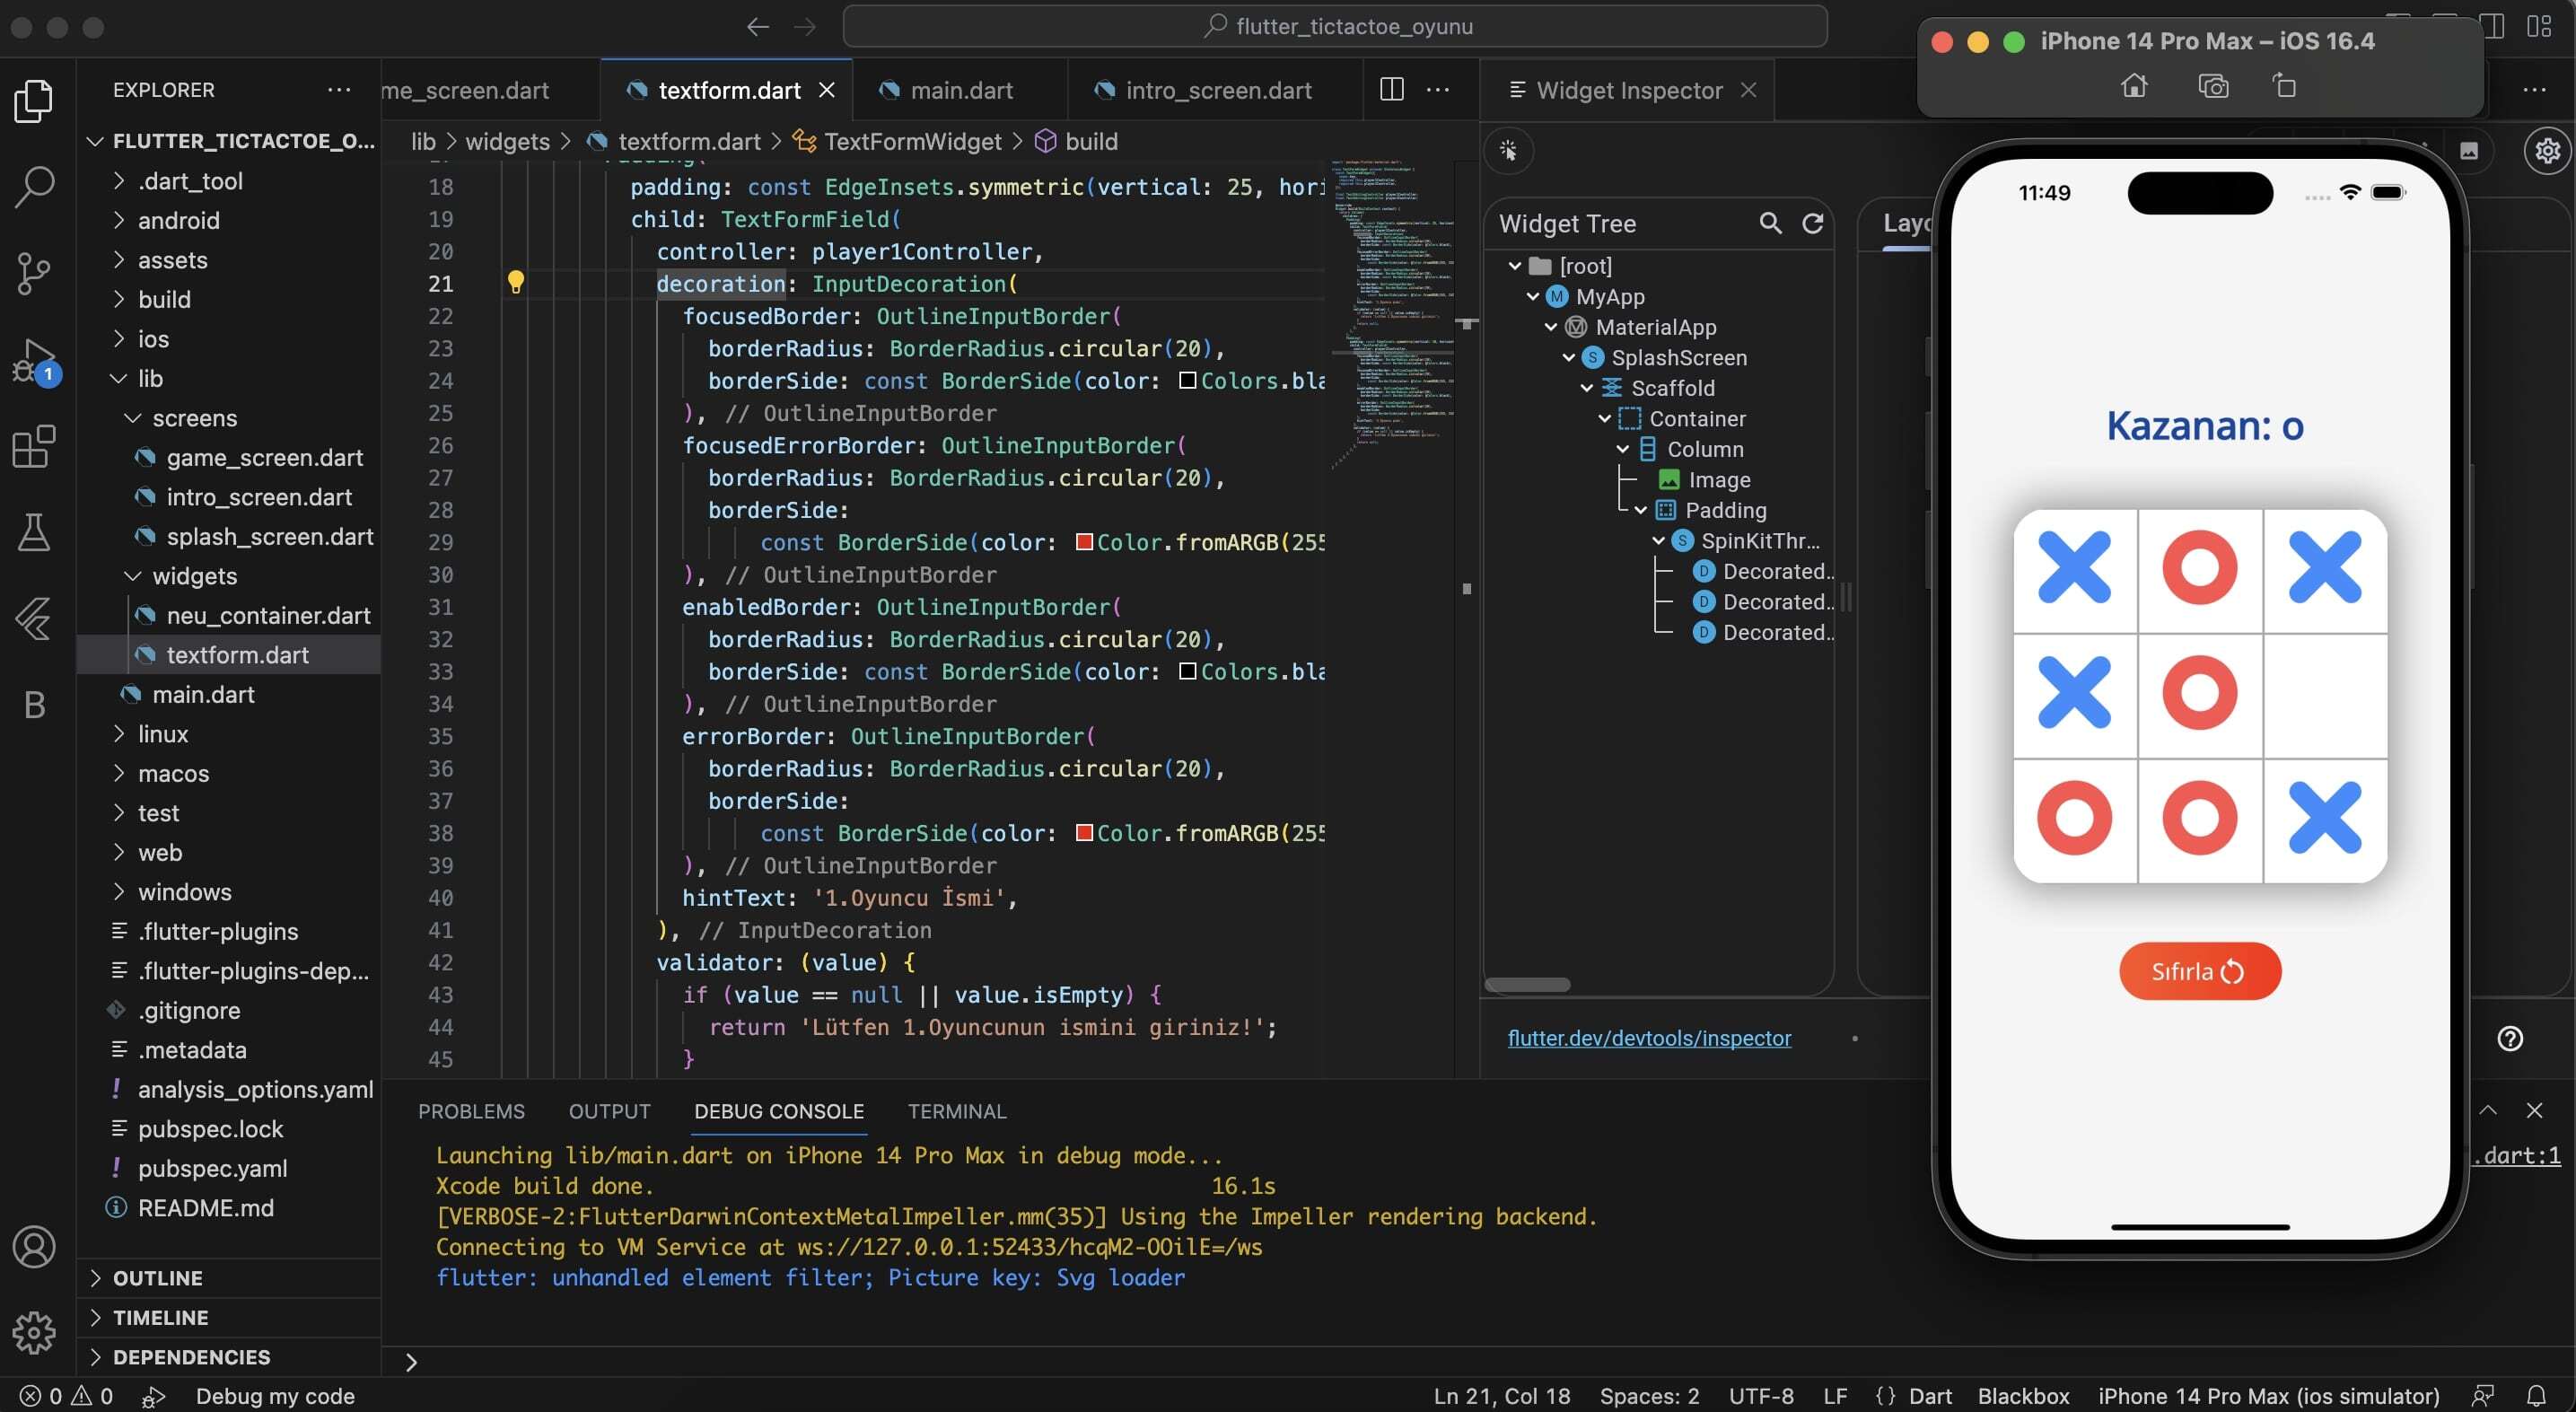 flutter_tictactoe_oyunu
iPhone 14 Pro Max – iOS 16.4
EXPLORER
FLUTTER_TICTACTOE_O...
.dart_tool
android
assets
build
ios
lib
screens
game_screen.dart
intro_screen.dart
splash_screen.dart
widgets
neu_container.dart
textform.dart
main.dart
linux
macos
test
web
windows
.flutter-plugins
.flutter-plugins-dep...
.gitignore
.metadata
analysis_options.yaml
pubspec.lock
pubspec.yaml
README.md
OUTLINE
TIMELINE
DEPENDENCIES
1
B
me_screen.dart
textform.dart
main.dart
intro_screen.dart
lib > widgets > textform.dart > TextFormWidget > build
18 padding: const EdgeInsets.symmetric(vertical: 25, hori
19 child: TextFormField(
20 controller: player1Controller,
21 decoration: InputDecoration(
22 focusedBorder: OutlineInputBorder(
23 borderRadius: BorderRadius.circular(20),
24 borderSide: const BorderSide(color: Colors.bla
25 ), // OutlineInputBorder
26 focusedErrorBorder: OutlineInputBorder(
27 borderRadius: BorderRadius.circular(20),
28 borderSide:
29 const BorderSide(color: Color.fromARGB(255
30 ), // OutlineInputBorder
31 enabledBorder: OutlineInputBorder(
32 borderRadius: BorderRadius.circular(20),
33 borderSide: const BorderSide(color: Colors.bla
34 ), // OutlineInputBorder
35 errorBorder: OutlineInputBorder(
36 borderRadius: BorderRadius.circular(20),
37 borderSide:
38 const BorderSide(color: Color.fromARGB(255
39 ), // OutlineInputBorder
40 hintText: '1.Oyuncu İsmi',
41 ), // InputDecoration
42 validator: (value) {
43 if (value == null || value.isEmpty) {
44 return 'Lütfen 1.Oyuncunun ismini giriniz!';
45 }
Widget Inspector
Widget Tree
[root]
MyApp
MaterialApp
SplashScreen
Scaffold
Container
Column
Image
Padding
SpinKitThr...
Decorated...
Decorated...
Decorated...
Layo
flutter.dev/devtools/inspector
11:49
Kazanan: o
Sıfırla
PROBLEMS
OUTPUT
DEBUG CONSOLE
TERMINAL
Launching lib/main.dart on iPhone 14 Pro Max in debug mode...
Xcode build done. 16.1s
[VERBOSE-2:FlutterDarwinContextMetalImpeller.mm(35)] Using the Impeller rendering backend.
Connecting to VM Service at ws://127.0.0.1:52433/hcqM2-OOilE=/ws
flutter: unhandled element filter; Picture key: Svg loader
.dart:1
0 0 Debug my code
Ln 21, Col 18 Spaces: 2 UTF-8 LF {} Dart Blackbox iPhone 14 Pro Max (ios simulator)